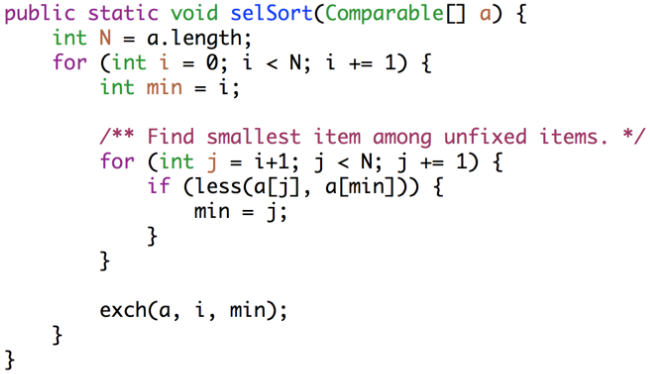 public static void selSort(Comparable[] a) {
    int N = a.length;
    for (int i = 0; i < N; i += 1) {
        int min = i;

        /** Find smallest item among unfixed items. */
        for (int j = i+1; j < N; j += 1) {
            if (less(a[j], a[min])) {
                min = j;
            }
        }

        exch(a, i, min);
    }
}